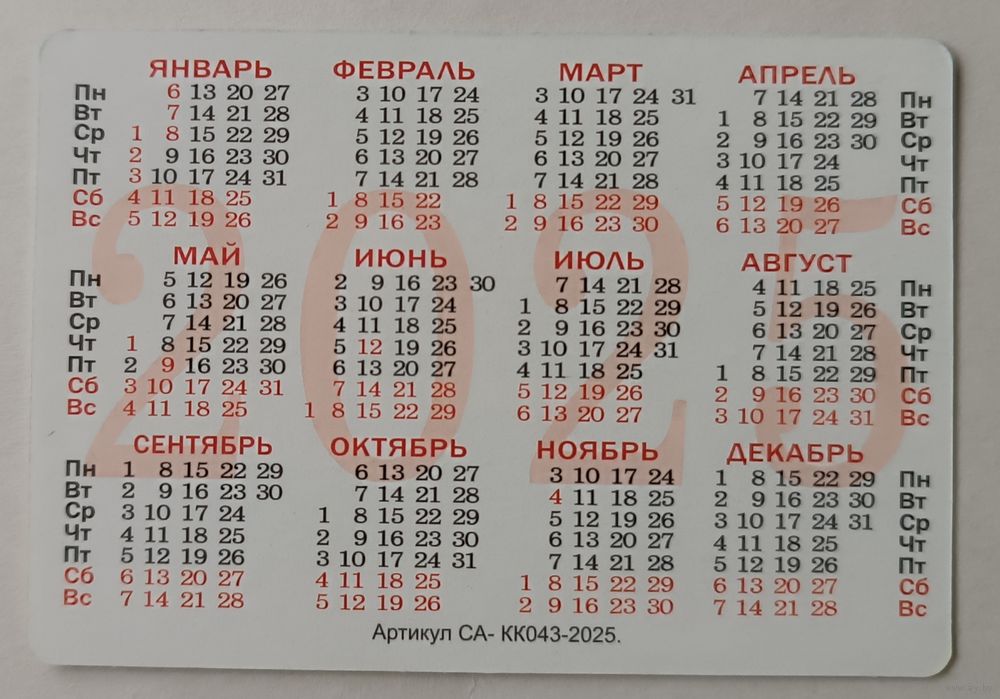 ЯНВАРЬ ФЕВРАЛЬ МАРТ АПРЕЛЬ
Пн 6 13 20 27 3 10 17 24 3 10 17 24 31 7 14 21 28 Пн
Вт 7 14 21 28 4 11 18 25 4 11 18 25 1 8 15 22 29 Вт
Ср 1 8 15 22 29 5 12 19 26 5 12 19 26 2 9 16 23 30 Ср
Чт 2 9 16 23 30 6 13 20 27 6 13 20 27 3 10 17 24 Чт
Пт 3 10 17 24 31 7 14 21 28 7 14 21 28 4 11 18 25 Пт
Сб 4 11 18 25 1 8 15 22 1 8 15 22 29 5 12 19 26 Сб
Вс 5 12 19 26 2 9 16 23 2 9 16 23 30 6 13 20 27 Вс
2025
МАЙ ИЮНЬ ИЮЛЬ АВГУСТ
Пн 5 12 19 26 2 9 16 23 30 7 14 21 28 4 11 18 25 Пн
Вт 6 13 20 27 3 10 17 24 1 8 15 22 29 5 12 19 26 Вт
Ср 7 14 21 28 4 11 18 25 2 9 16 23 30 6 13 20 27 Ср
Чт 1 8 15 22 29 5 12 19 26 3 10 17 24 31 7 14 21 28 Чт
Пт 2 9 16 23 30 6 13 20 27 4 11 18 25 1 8 15 22 29 Пт
Сб 3 10 17 24 31 7 14 21 28 5 12 19 26 2 9 16 23 30 Сб
Вс 4 11 18 25 1 8 15 22 29 6 13 20 27 3 10 17 24 31 Вс
СЕНТЯБРЬ ОКТЯБРЬ НОЯБРЬ ДЕКАБРЬ
Пн 1 8 15 22 29 6 13 20 27 3 10 17 24 1 8 15 22 29 Пн
Вт 2 9 16 23 30 7 14 21 28 4 11 18 25 2 9 16 23 30 Вт
Ср 3 10 17 24 1 8 15 22 29 5 12 19 26 3 10 17 24 31 Ср
Чт 4 11 18 25 2 9 16 23 30 6 13 20 27 4 11 18 25 Чт
Пт 5 12 19 26 3 10 17 24 31 7 14 21 28 5 12 19 26 Пт
Сб 6 13 20 27 4 11 18 25 1 8 15 22 29 6 13 20 27 Сб
Вс 7 14 21 28 5 12 19 26 2 9 16 23 30 7 14 21 28 Вс
Артикул СА- КК043-2025.